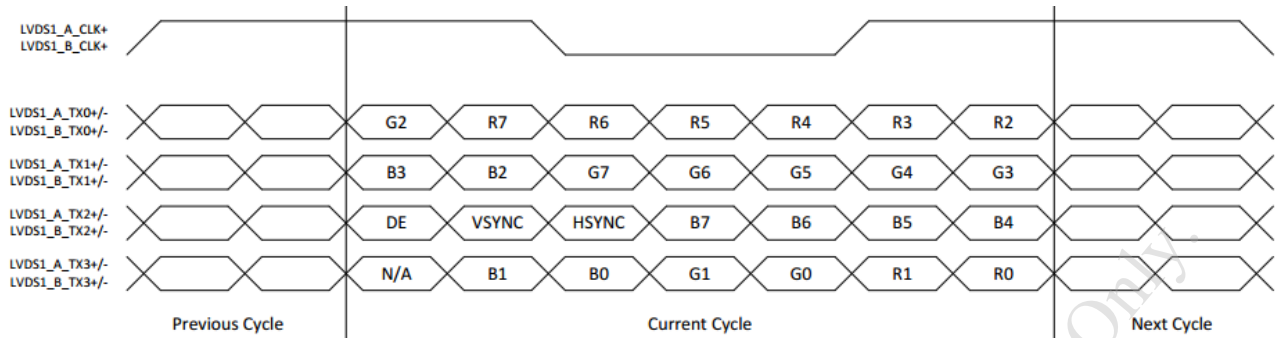 LVDS1_A_CLK+
LVDS1_B_CLK+
LVDS1_A_TX0+/-
LVDS1_B_TX0+/-
G2 R7 R6 R5 R4 R3 R2
LVDS1_A_TX1+/-
LVDS1_B_TX1+/-
B3 B2 G7 G6 G5 G4 G3
LVDS1_A_TX2+/-
LVDS1_B_TX2+/-
DE VSYNC HSYNC B7 B6 B5 B4
LVDS1_A_TX3+/-
LVDS1_B_TX3+/-
N/A B1 B0 G1 G0 R1 R0
Previous Cycle Current Cycle Next Cycle
Only.